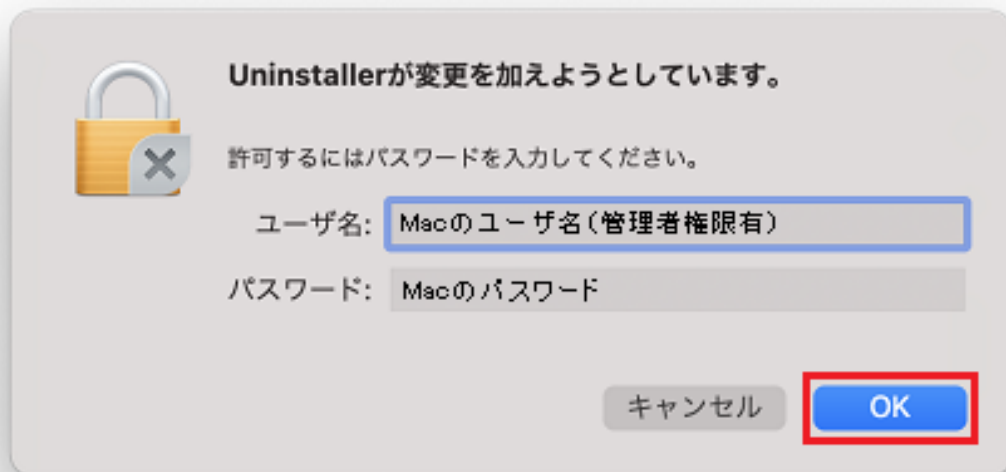 Uninstallerが変更を加えようとしています。
許可するにはパスワードを入力してください。
ユーザ名: Macのユーザ名(管理者権限有)
パスワード: Macのパスワード
キャンセル OK